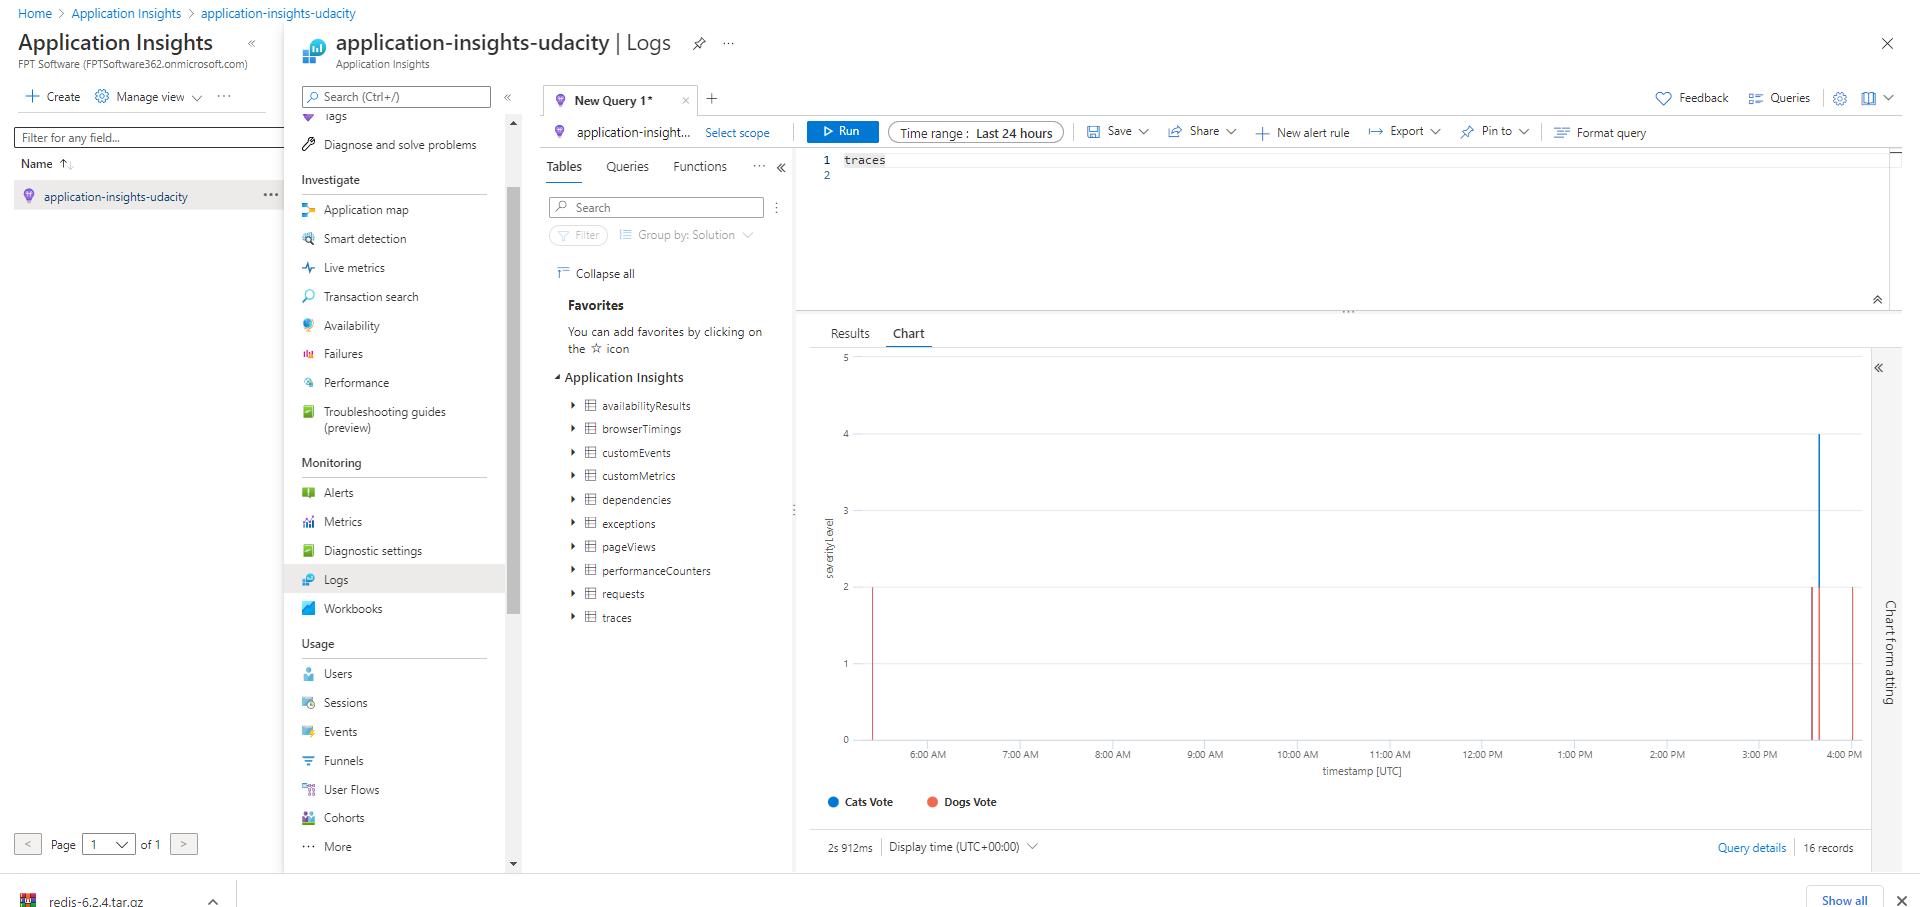 Home > Application Insights > application-insights-udacity
Application Insights «
FPT Software (FPTSoftware362.onmicrosoft.com)
+ Create Manage view ...
Filter for any field...
Name ↑↓
application-insights-udacity ...
< Page 1 of 1 >
application-insights-udacity | Logs ...
Application Insights
Search (Ctrl+/) «
Tags
Diagnose and solve problems
Investigate
Application map
Smart detection
Live metrics
Transaction search
Availability
Failures
Performance
Troubleshooting guides
(preview)
Monitoring
Alerts
Metrics
Diagnostic settings
Logs
Workbooks
Usage
Users
Sessions
Events
Funnels
User Flows
Cohorts
... More
New Query 1* × +
Feedback Queries
application-insight... Select scope
Run Time range : Last 24 hours Save Share New alert rule Export Pin to Format query
Tables Queries Functions ... «
Search
Filter Group by: Solution
Collapse all
Favorites
You can add favorites by clicking on
the ☆ icon
Application Insights
availabilityResults
browserTimings
customEvents
customMetrics
dependencies
exceptions
pageViews
performanceCounters
requests
traces
1 traces
2
Results Chart
5
4
3
2
1
0
severityLevel
6:00 AM 7:00 AM 8:00 AM 9:00 AM 10:00 AM 11:00 AM 12:00 PM 1:00 PM 2:00 PM 3:00 PM 4:00 PM
timestamp [UTC]
Cats Vote Dogs Vote
«
Chart formatting
2s 912ms Display time (UTC+00:00) Query details 16 records
redis-6.2.4.tar.gz Show all